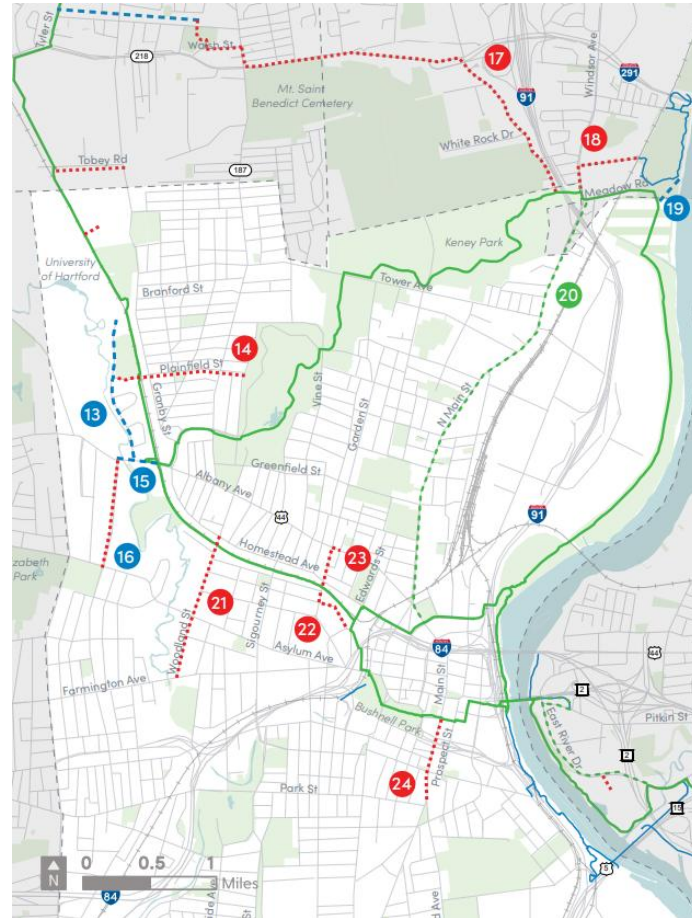 Tyler St
Walsh St
218
17
Windsor Ave
291
91
Mt. Saint
Benedict Cemetery
White Rock Dr
18
Tobey Rd
187
Meadow Rd
19
University
of Hartford
Keney Park
Tower Ave
Branford St
20
14
Plainfield St
Granby St
Vine St
Garden St
N Main St
13
Greenfield St
15
Albany Ave
44
91
Homestead Ave
16
23
Edwards St
zabeth
Park
21
Woodland St
Sigourney St
22
Asylum Ave
84
Main St
44
Farmington Ave
2
Bushnell Park
East River Dr
Pitkin St
Prospect St
2
24
Park St
15
5
N
0 0.5 1
Miles
84
ide Ave
d Ave